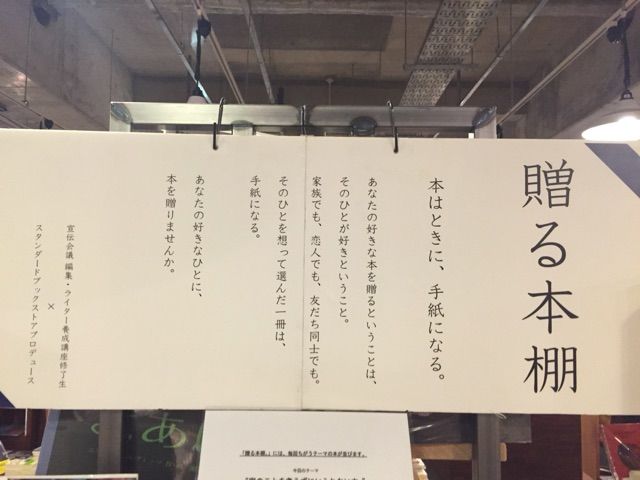 贈る本棚
本はときに、手紙になる。
あなたの好きな本を贈るということは、
そのひとが好きということ。
家族でも、恋人でも、友だち同士でも。
そのひとを想って選んだ一冊は、
手紙になる。
あなたの好きなひとに、
本を贈りませんか。
宣伝会議 編集・ライター養成講座修了生
×
スタンダードブックストアプロデュース
「贈る本棚。」には、毎回ちがうテーマの本が並びます。
今回のテーマ